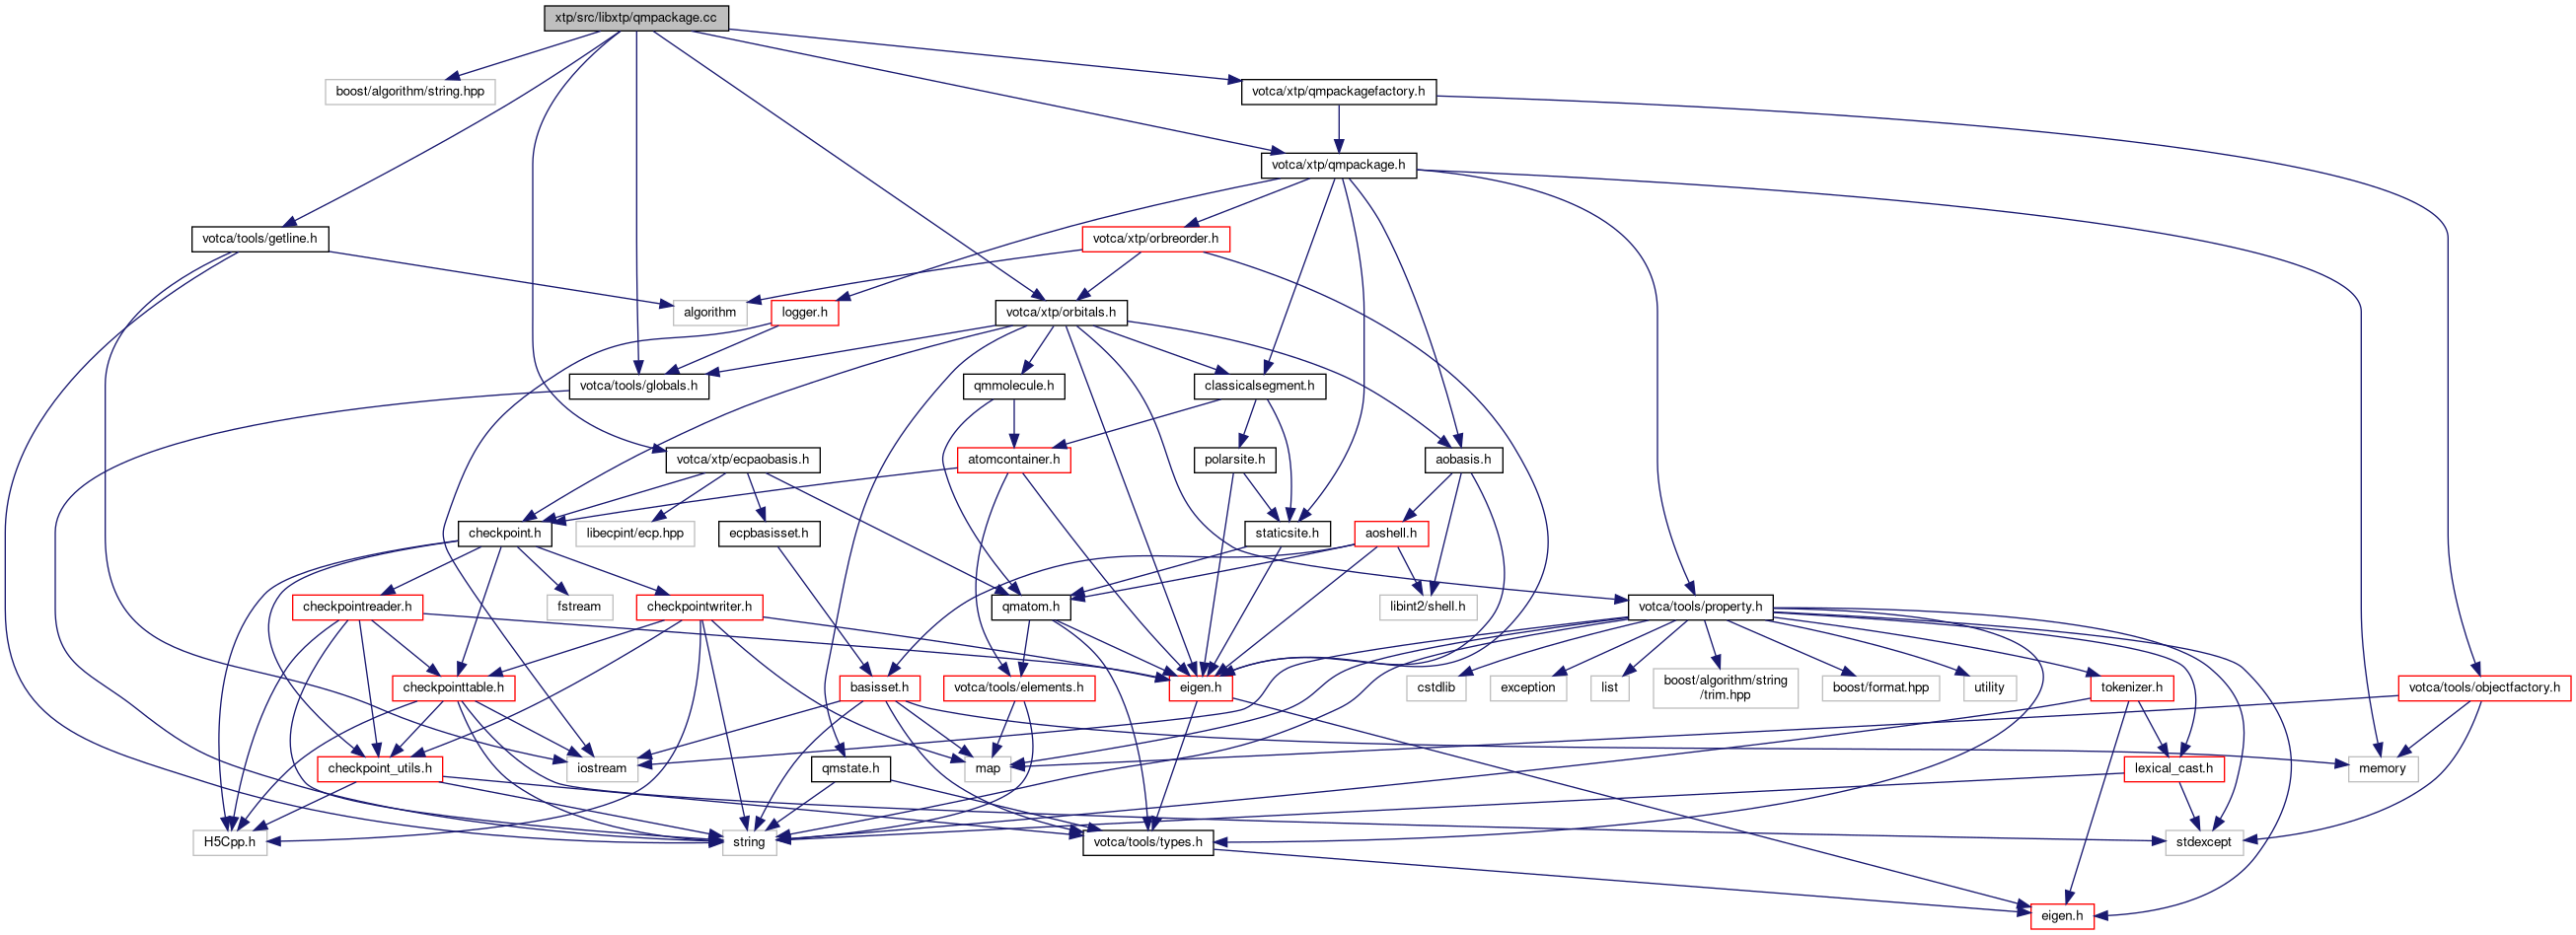 xtp/src/libxtp/qmpackage.cc
boost/algorithm/string.hpp
votca/xtp/qmpackagefactory.h
votca/xtp/qmpackage.h
votca/tools/getline.h
votca/xtp/orbreorder.h
algorithm
logger.h
votca/xtp/orbitals.h
votca/tools/globals.h
qmmolecule.h
classicalsegment.h
votca/xtp/ecpaobasis.h
atomcontainer.h
polarsite.h
aobasis.h
checkpoint.h
libecpint/ecp.hpp
ecpbasisset.h
staticsite.h
aoshell.h
checkpointreader.h
fstream
checkpointwriter.h
qmatom.h
libint2/shell.h
votca/tools/property.h
checkpointtable.h
basisset.h
votca/tools/elements.h
eigen.h
cstdlib
exception
list
boost/algorithm/string
/trim.hpp
boost/format.hpp
utility
tokenizer.h
votca/tools/objectfactory.h
checkpoint_utils.h
iostream
qmstate.h
map
lexical_cast.h
memory
H5Cpp.h
string
votca/tools/types.h
stdexcept
eigen.h